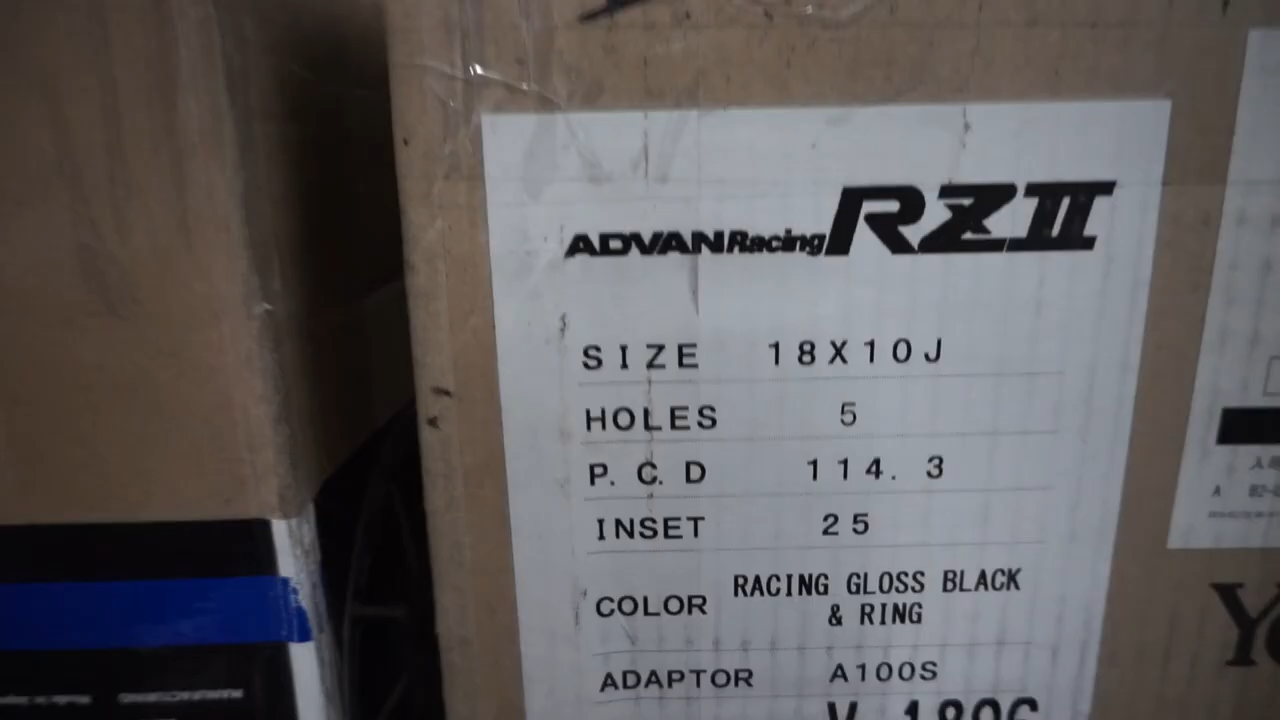 ADVAN Racing RZII
SIZE 18X10J
HOLES 5
P.C.D 114.3
INSET 25
COLOR RACING GLOSS BLACK
& RING
ADAPTOR A100S
A